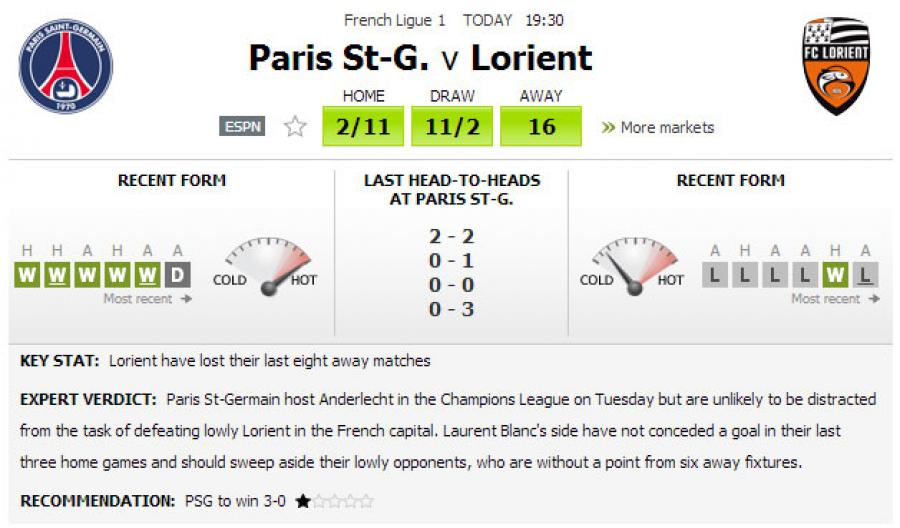 French Ligue 1 TODAY 19:30
PARIS SAINT-GERMAIN
1970
Paris St-G. v Lorient
FC LORIENT
HOME DRAW AWAY
ESPN 2/11 11/2 16 » More markets
RECENT FORM
LAST HEAD-TO-HEADS
AT PARIS ST-G.
RECENT FORM
H H A H A A
W W W W W D
Most recent →
COLD HOT
2 - 2
0 - 1
0 - 0
0 - 3
COLD HOT
A H A A H A
L L L L W L
Most recent →
KEY STAT: Lorient have lost their last eight away matches
EXPERT VERDICT: Paris St-Germain host Anderlecht in the Champions League on Tuesday but are unlikely to be distracted
from the task of defeating lowly Lorient in the French capital. Laurent Blanc's side have not conceded a goal in their last
three home games and should sweep aside their lowly opponents, who are without a point from six away fixtures.
RECOMMENDATION: PSG to win 3-0 ★☆☆☆☆